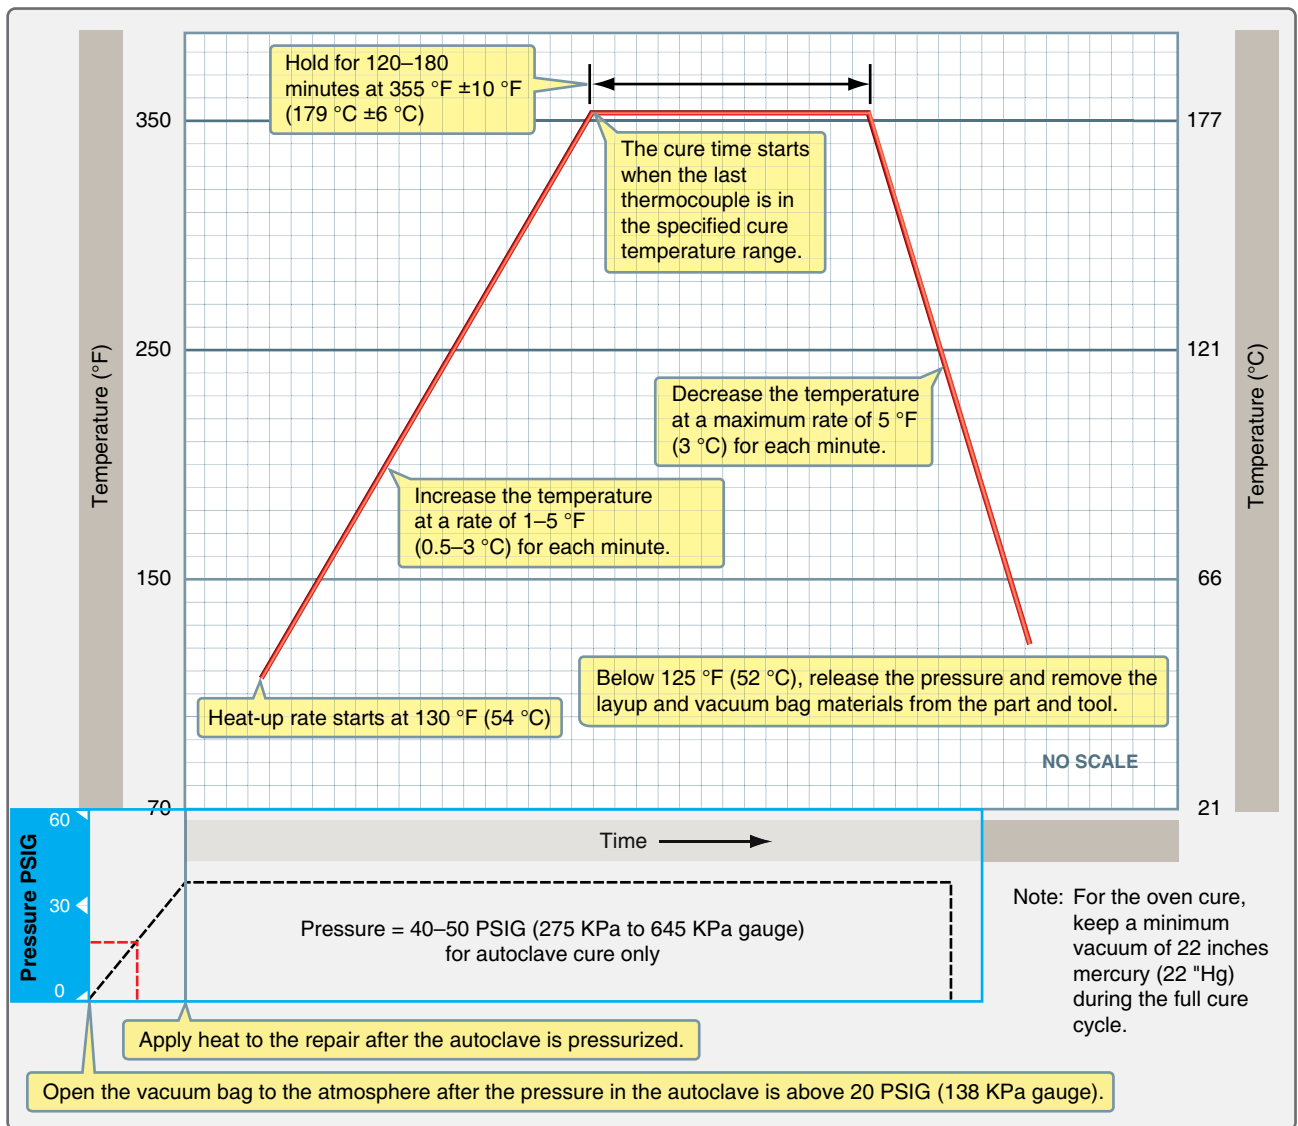 Hold for 120–180
minutes at 355 °F ±10 °F
(179 °C ±6 °C)
350
177
The cure time starts
when the last
thermocouple is in
the specified cure
temperature range.
Temperature (°F)
Temperature (°C)
250
121
Decrease the temperature
at a maximum rate of 5 °F
(3 °C) for each minute.
Increase the temperature
at a rate of 1–5 °F
(0.5–3 °C) for each minute.
150
66
Below 125 °F (52 °C), release the pressure and remove the
layup and vacuum bag materials from the part and tool.
Heat-up rate starts at 130 °F (54 °C)
NO SCALE
70
21
Pressure PSIG
60
30
0
Time
Pressure = 40–50 PSIG (275 KPa to 645 KPa gauge)
for autoclave cure only
Note: For the oven cure,
keep a minimum
vacuum of 22 inches
mercury (22 "Hg)
during the full cure
cycle.
Apply heat to the repair after the autoclave is pressurized.
Open the vacuum bag to the atmosphere after the pressure in the autoclave is above 20 PSIG (138 KPa gauge).